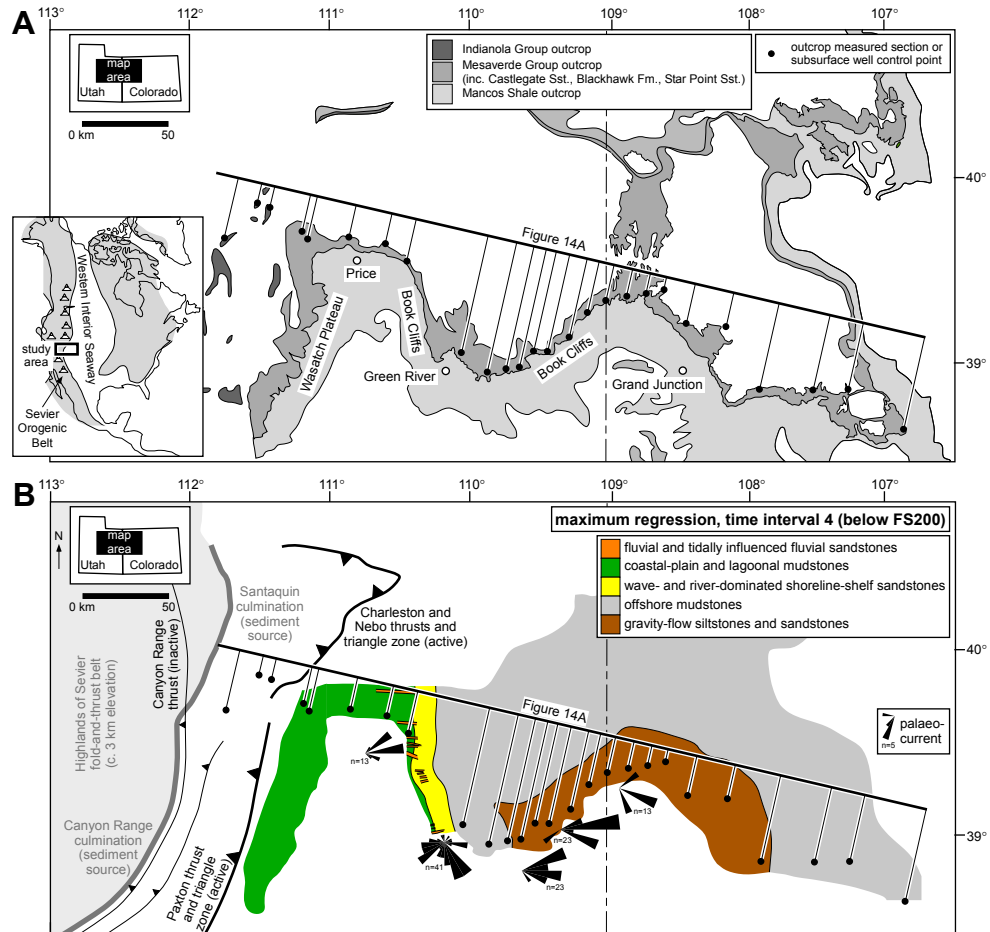 A
113°
112°
111°
110°
109°
108°
107°
map
area
Utah
Colorado
0 km
50
Indianola Group outcrop
Mesaverde Group outcrop
(inc. Castlegate Sst., Blackhawk Fm., Star Point Sst.)
Mancos Shale outcrop
outcrop measured section or
subsurface well control point
40°
39°
Figure 14A
Price
Wasatch Plateau
Book Cliffs
Green River
Book Cliffs
Grand Junction
Western Interior
Seaway
study
area
Sevier
Orogenic
Belt
B
113°
112°
111°
110°
109°
108°
107°
N
map
area
Utah
Colorado
0 km
50
maximum regression, time interval 4 (below FS200)
fluvial and tidally influenced fluvial sandstones
coastal-plain and lagoonal mudstones
wave- and river-dominated shoreline-shelf sandstones
offshore mudstones
gravity-flow siltstones and sandstones
40°
39°
Santaquin
culmination
(sediment
source)
Charleston and
Nebo thrusts and
triangle zone (active)
Canyon Range
thrust (inactive)
Highlands of Sevier
fold-and-thrust belt
(c. 3 km elevation)
Canyon Range
culmination
(sediment
source)
Paxton thrust
and triangle
zone (active)
Figure 14A
palaeo-
current
n=5
n=13
n=41
n=23
n=23
n=13